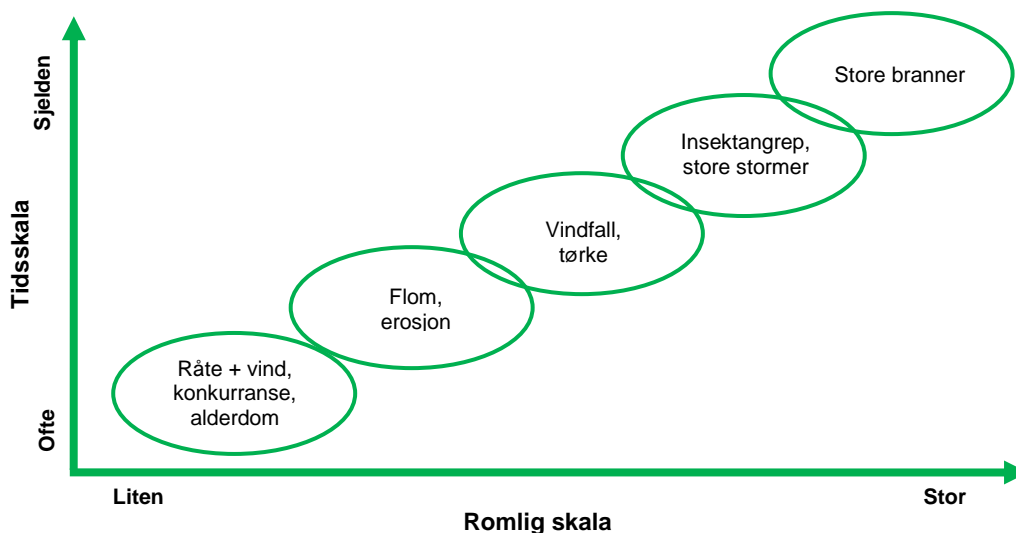 Store branner
Sjelden
Insektangrep,
store stormer
Vindfall,
tørke
Tidsskala
Flom,
erosjon
Råte + vind,
konkurranse,
alderdom
Ofte
Liten
Stor
Romlig skala